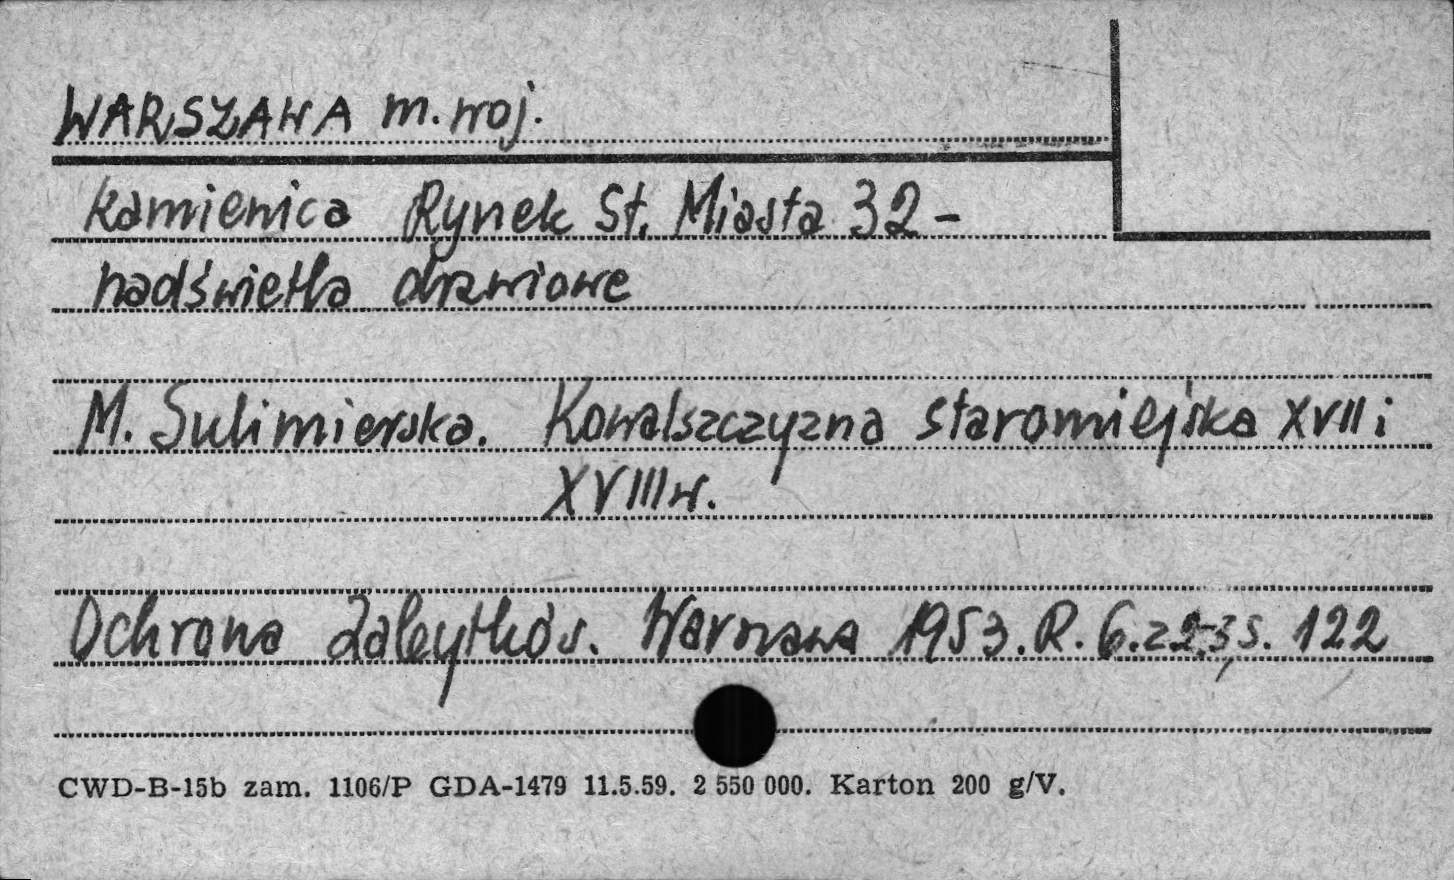 WARSZAWA m. woj.
kamienica Rynek St. Miasta 32 -
nadświetla drzwiowe
M. Sulimierska. Kowalszczyzna staromiejska XVII i
XVIII w.
Ochrona Zabytków. Warszawa 1953. R. 6. z 2-3, s. 122
CWD-B-15b zam. 1106/P GDA-1479 11.5.59. 2 550 000. Karton 200 g/V.